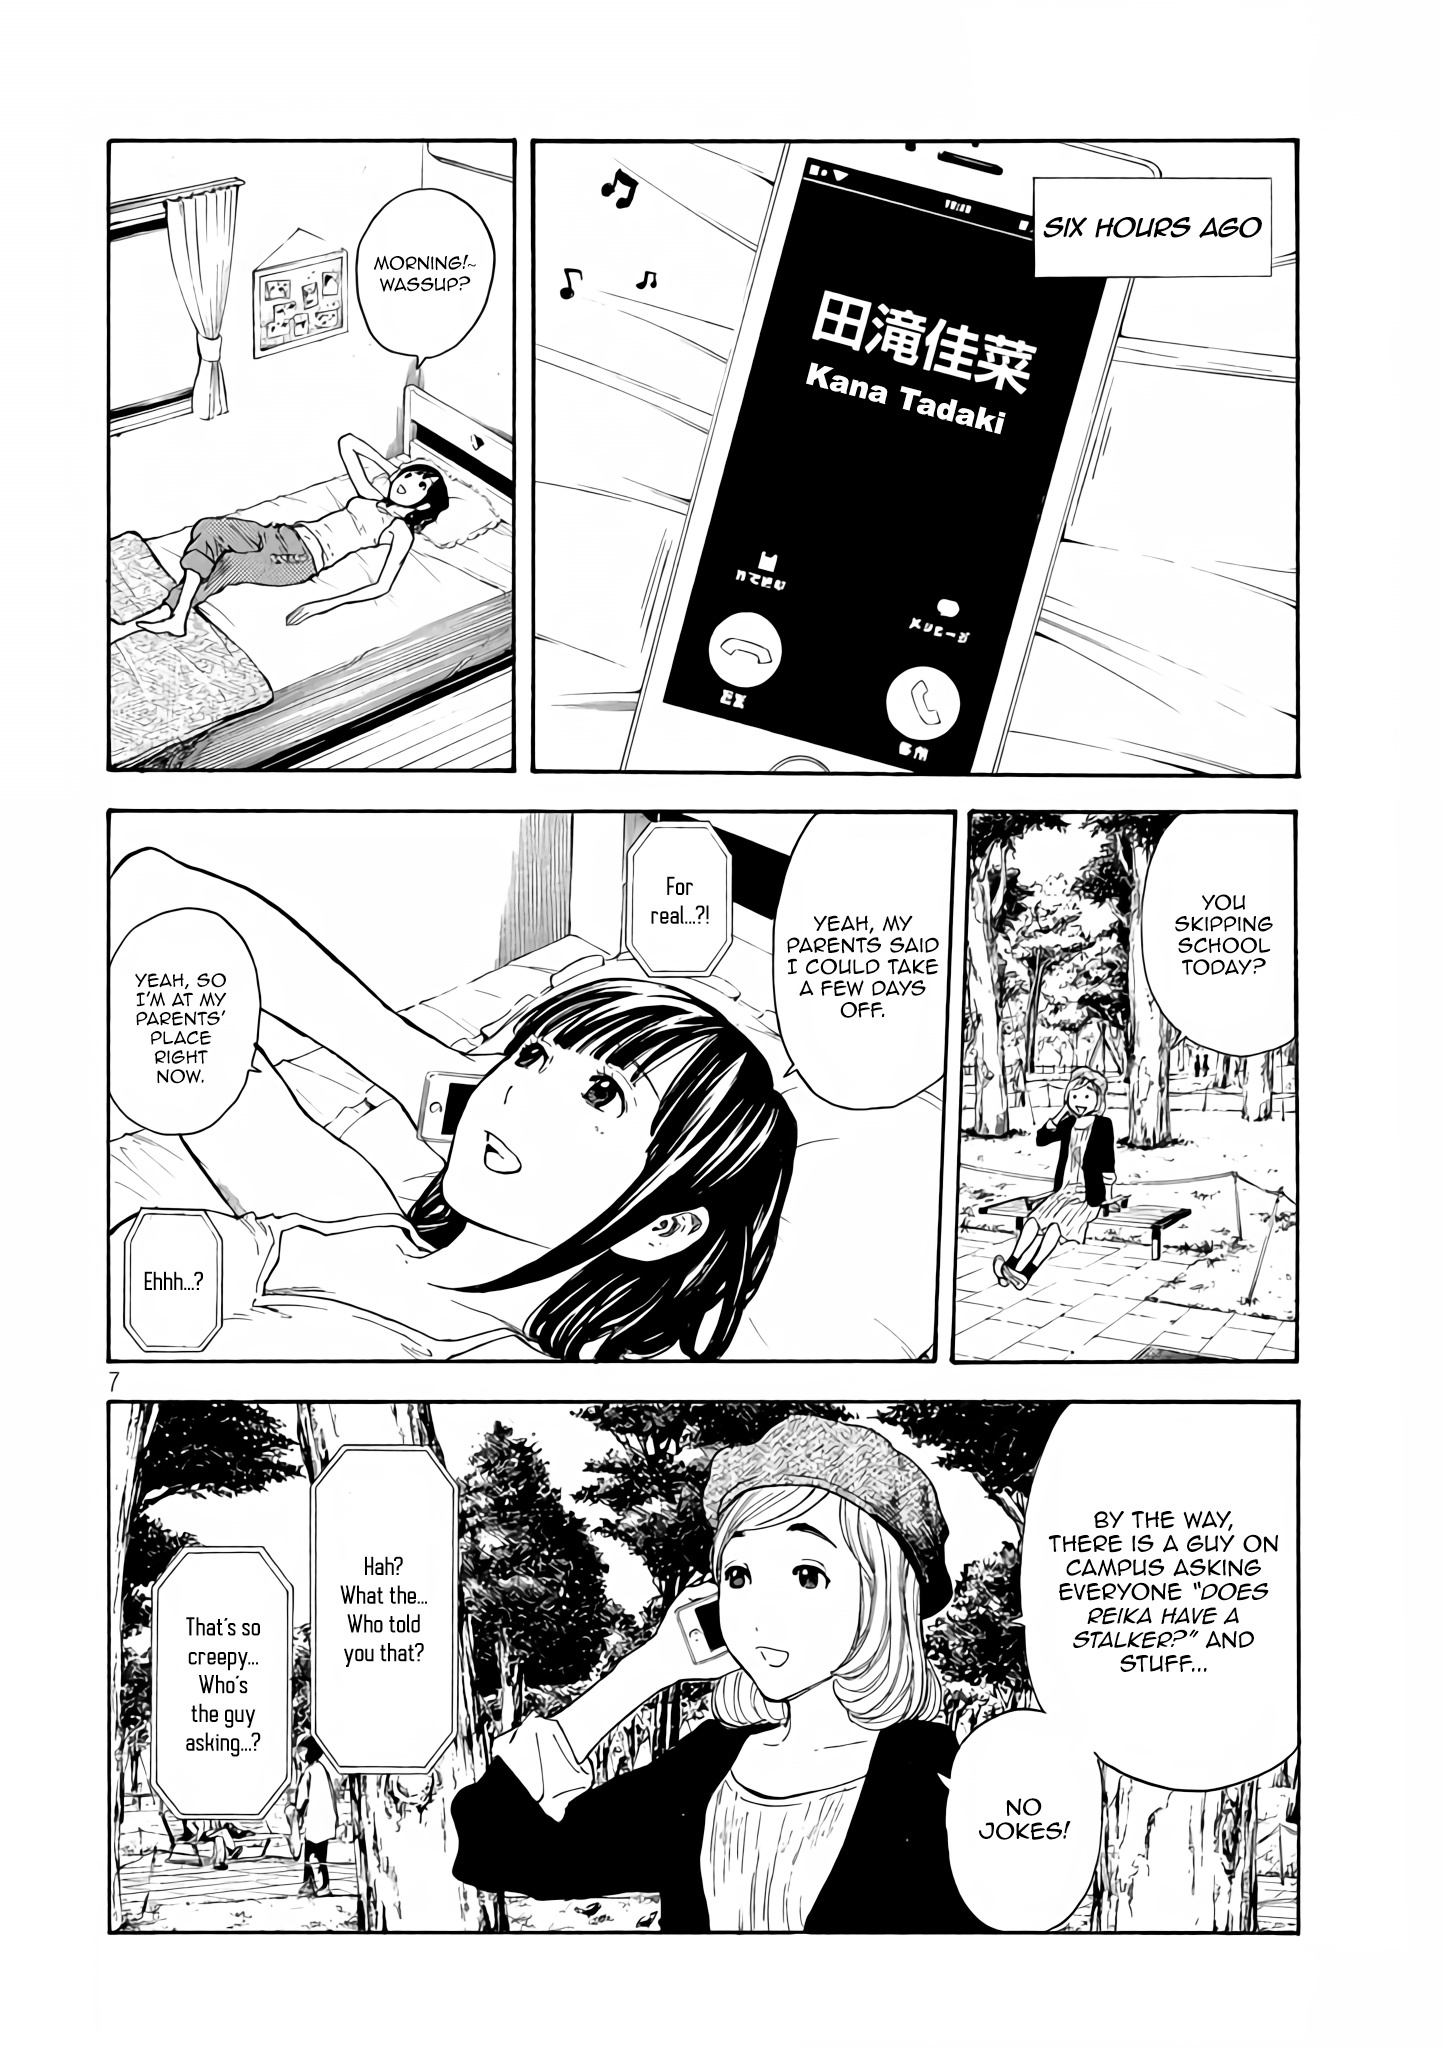 SIX HOURS AGO
田滝佳菜
Kana Tadaki
MORNING!~
WASSUP?
YOU
SKIPPING
SCHOOL
TODAY?
YEAH, MY
PARENTS SAID
I COULD TAKE
A FEW DAYS
OFF.
For
real...?!
YEAH, SO
I'M AT MY
PARENTS'
PLACE
RIGHT
NOW.
Ehhh...?
7
BY THE WAY,
THERE IS A GUY ON
CAMPUS ASKING
EVERYONE "DOES
REIKA HAVE A
STALKER?" AND
STUFF...
NO
JOKES!
Hah?
What the...
Who told
you that?
That's so
creepy...
Who's
the guy
asking...?